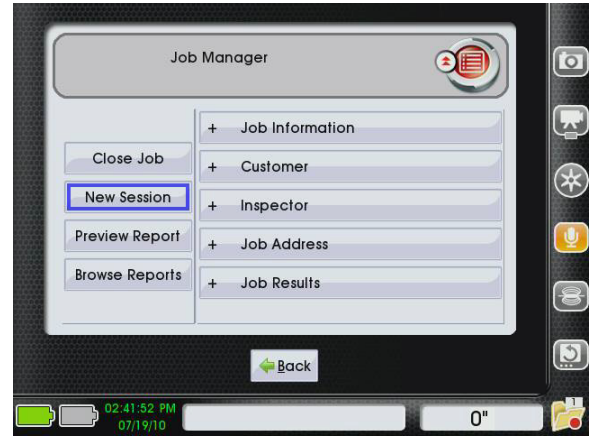 Job Manager
Close Job
New Session
Preview Report
Browse Reports
+ Job Information
+ Customer
+ Inspector
+ Job Address
+ Job Results
Back
02:41:52 PM
07/19/10
0"
1